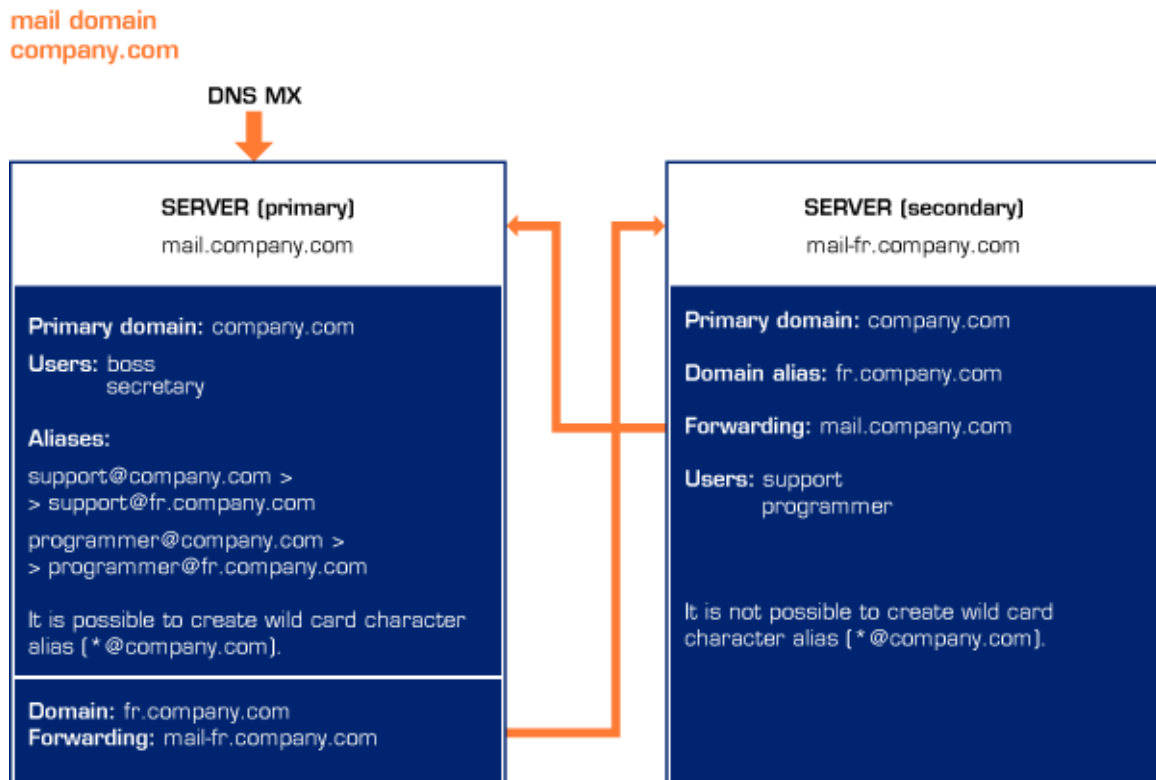 mail domain
company.com
DNS MX
SERVER (primary)
mail.company.com
Primary domain: company.com
Users: boss
secretary
Aliases:
support@company.com >
> support@fr.company.com
programmer@company.com >
> programmer@fr.company.com
It is possible to create wild card character
alias (*@company.com).
Domain: fr.company.com
Forwarding: mail-fr.company.com
SERVER (secondary)
mail-fr.company.com
Primary domain: company.com
Domain alias: fr.company.com
Forwarding: mail.company.com
Users: support
programmer
It is not possible to create wild card
character alias (*@company.com).